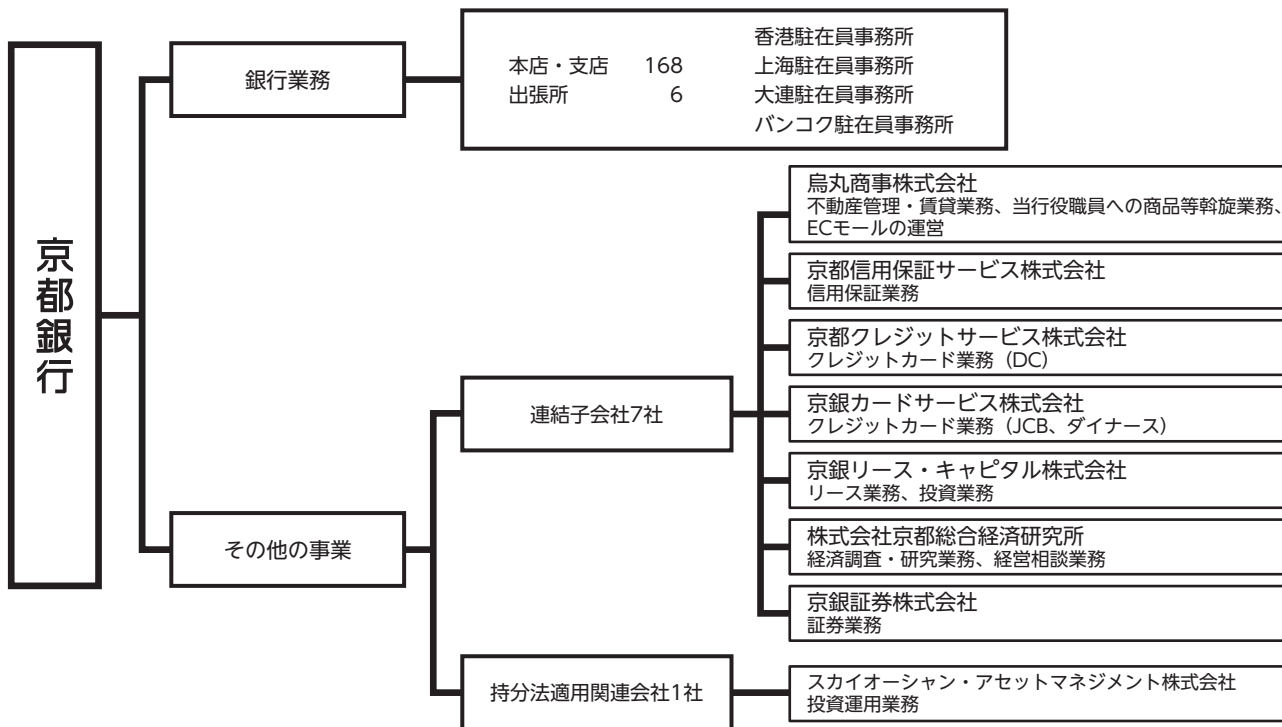 京都銀行
銀行業務
本店・支店 168
出張所 6
香港駐在員事務所
上海駐在員事務所
大連駐在員事務所
バンコク駐在員事務所
その他の事業
連結子会社7社
烏丸商事株式会社
不動産管理・賃貸業務、当行役職員への商品等斡旋業務、
ECモールの運営
京都信用保証サービス株式会社
信用保証業務
京都クレジットサービス株式会社
クレジットカード業務（DC）
京銀カードサービス株式会社
クレジットカード業務（JCB、ダイナース）
京銀リース・キャピタル株式会社
リース業務、投資業務
株式会社京都総合経済研究所
経済調査・研究業務、経営相談業務
京銀証券株式会社
証券業務
持分法適用関連会社1社
スカイオーシャン・アセットマネジメント株式会社
投資運用業務